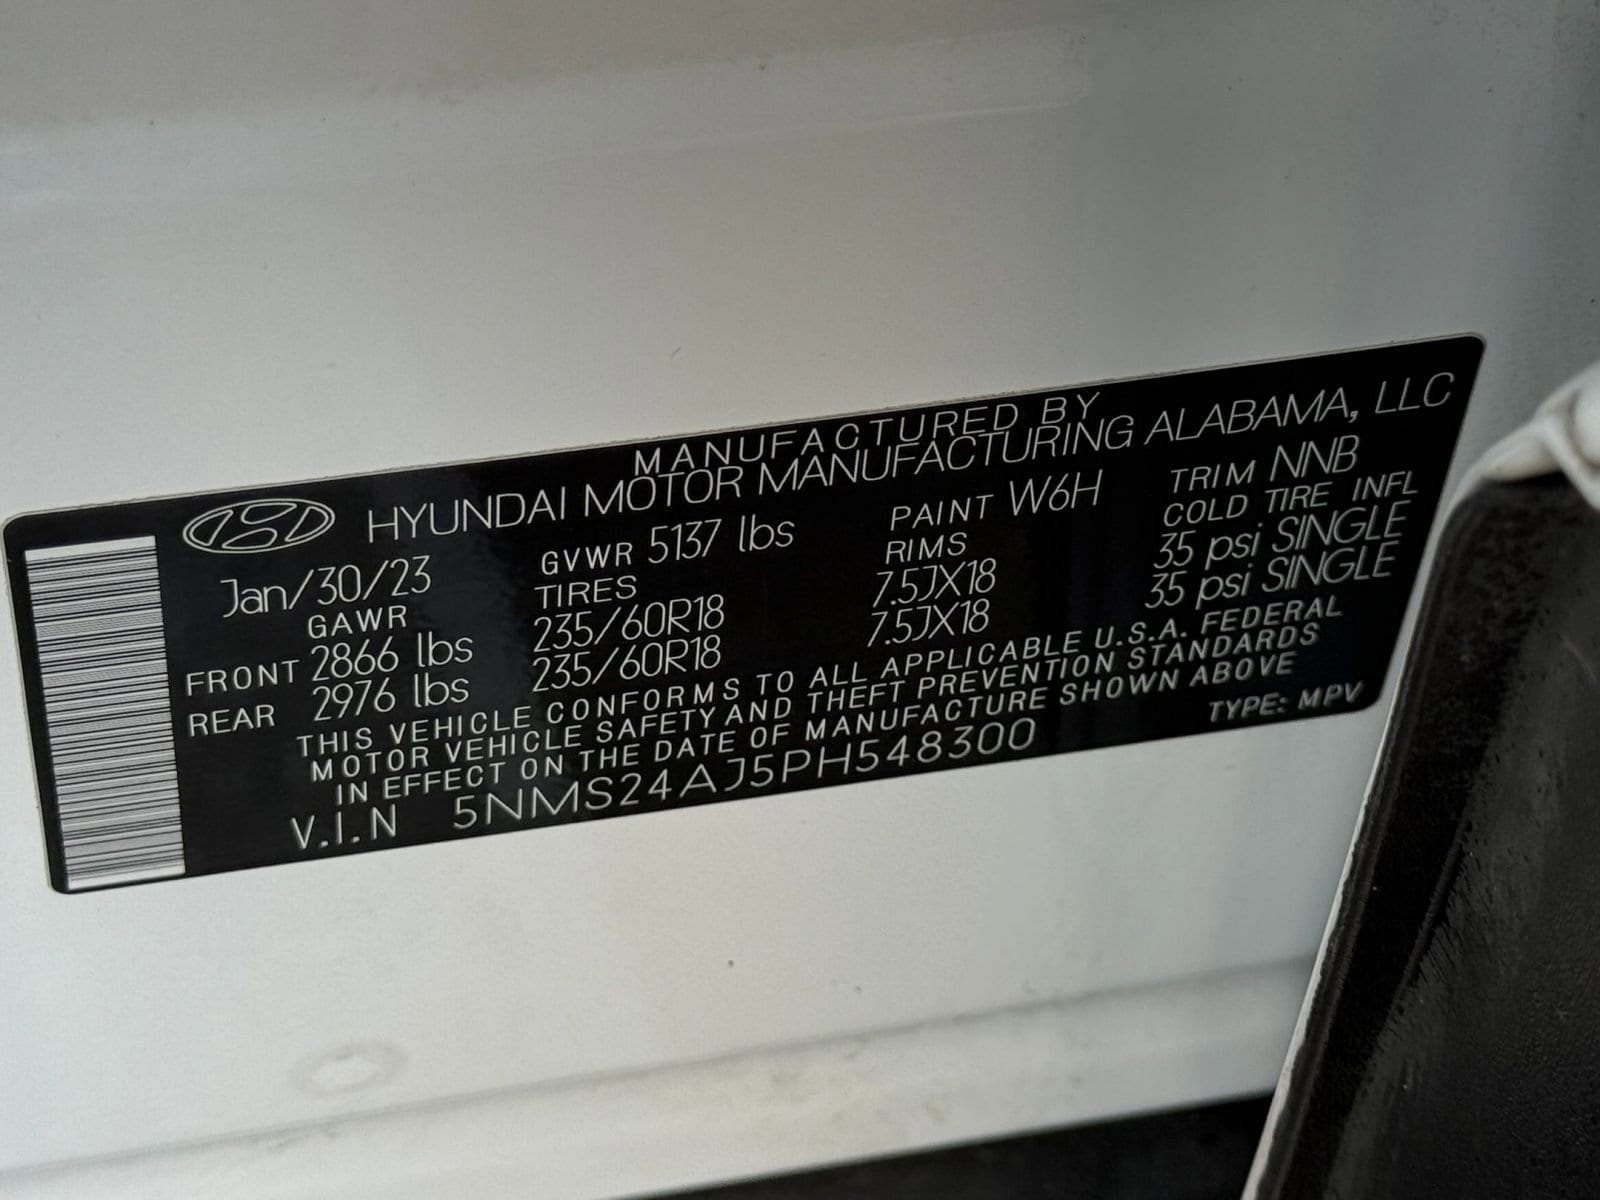 MANUFACTURED BY
HYUNDAI MOTOR MANUFACTURING ALABAMA, LLC
Jan/30/23 GVWR 5137 lbs PAINT W6H TRIM NNB
GAWR TIRES RIMS COLD TIRE INFL
FRONT 2866 lbs 235/60R18 7.5JX18 35 psi SINGLE
REAR 2976 lbs 235/60R18 7.5JX18 35 psi SINGLE
THIS VEHICLE CONFORMS TO ALL APPLICABLE U.S.A. FEDERAL
MOTOR VEHICLE SAFETY AND THEFT PREVENTION STANDARDS
IN EFFECT ON THE DATE OF MANUFACTURE SHOWN ABOVE
V.I.N 5NMS24AJ5PH548300 TYPE: MPV